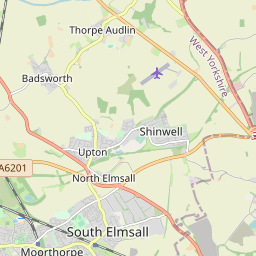 Thorpe Audlin
West Yorkshire
Badsworth
Shinwell
Upton
A6201
North Elmsall
South Elmsall
Moorthorpe